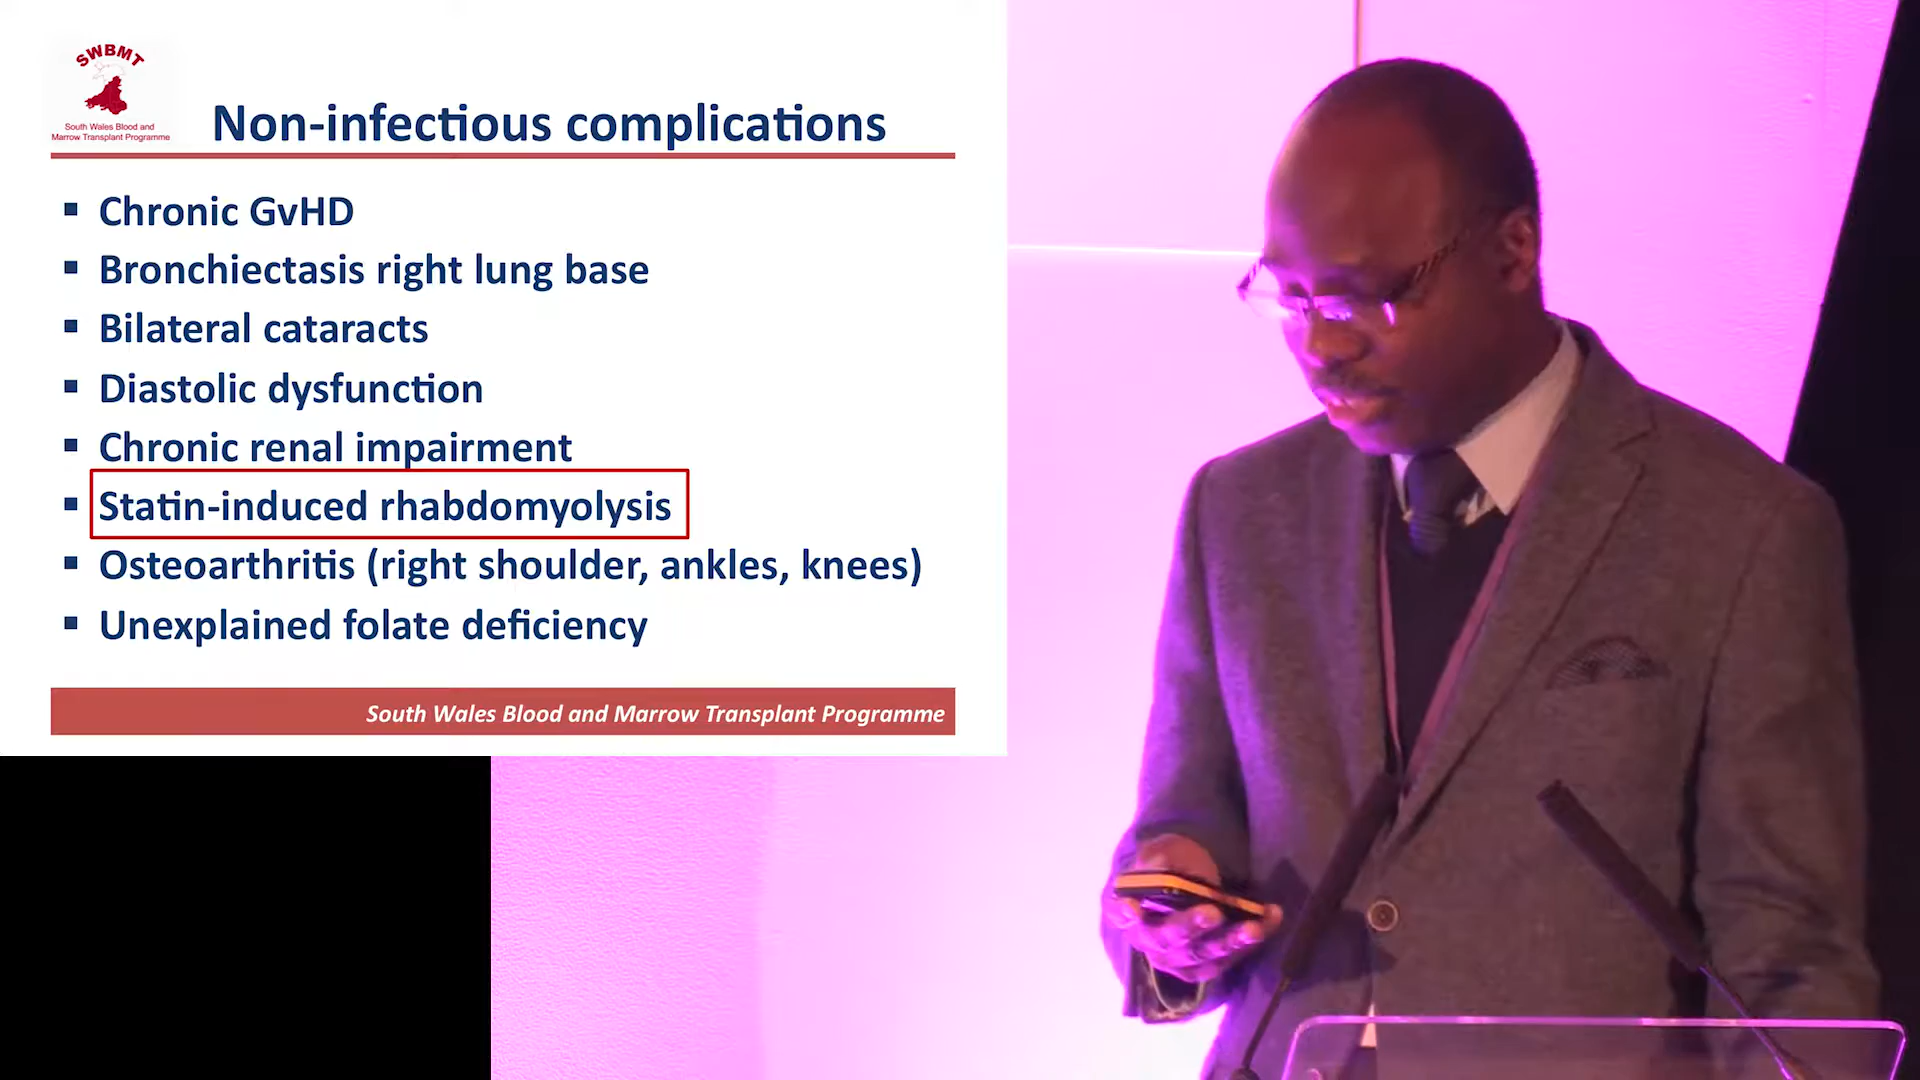 SWBMT
South Wales Blood and
Marrow Transplant Programme
Non-infectious complications
▪ Chronic GvHD
▪ Bronchiectasis right lung base
▪ Bilateral cataracts
▪ Diastolic dysfunction
▪ Chronic renal impairment
▪ Statin-induced rhabdomyolysis
▪ Osteoarthritis (right shoulder, ankles, knees)
▪ Unexplained folate deficiency
South Wales Blood and Marrow Transplant Programme